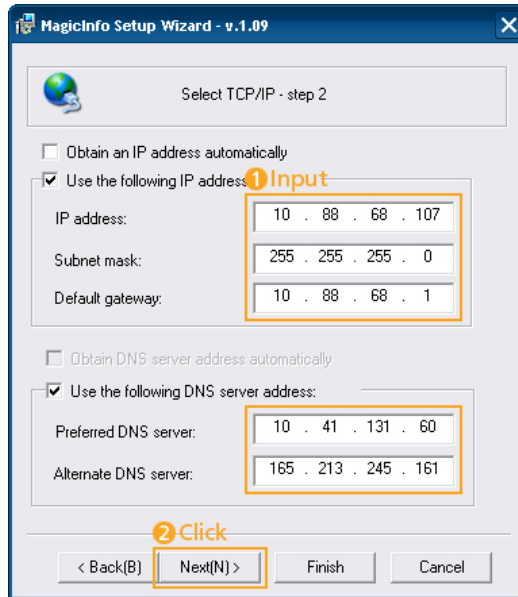 MagicInfo Setup Wizard - v.1.09
Select TCP/IP - step 2
Obtain an IP address automatically
Use the following IP address
1 Input
IP address: 10 . 88 . 68 . 107
Subnet mask: 255 . 255 . 255 . 0
Default gateway: 10 . 88 . 68 . 1
Obtain DNS server address automatically
Use the following DNS server address:
Preferred DNS server: 10 . 41 . 131 . 60
Alternate DNS server: 165 . 213 . 245 . 161
2 Click
< Back(B) Next(N) > Finish Cancel